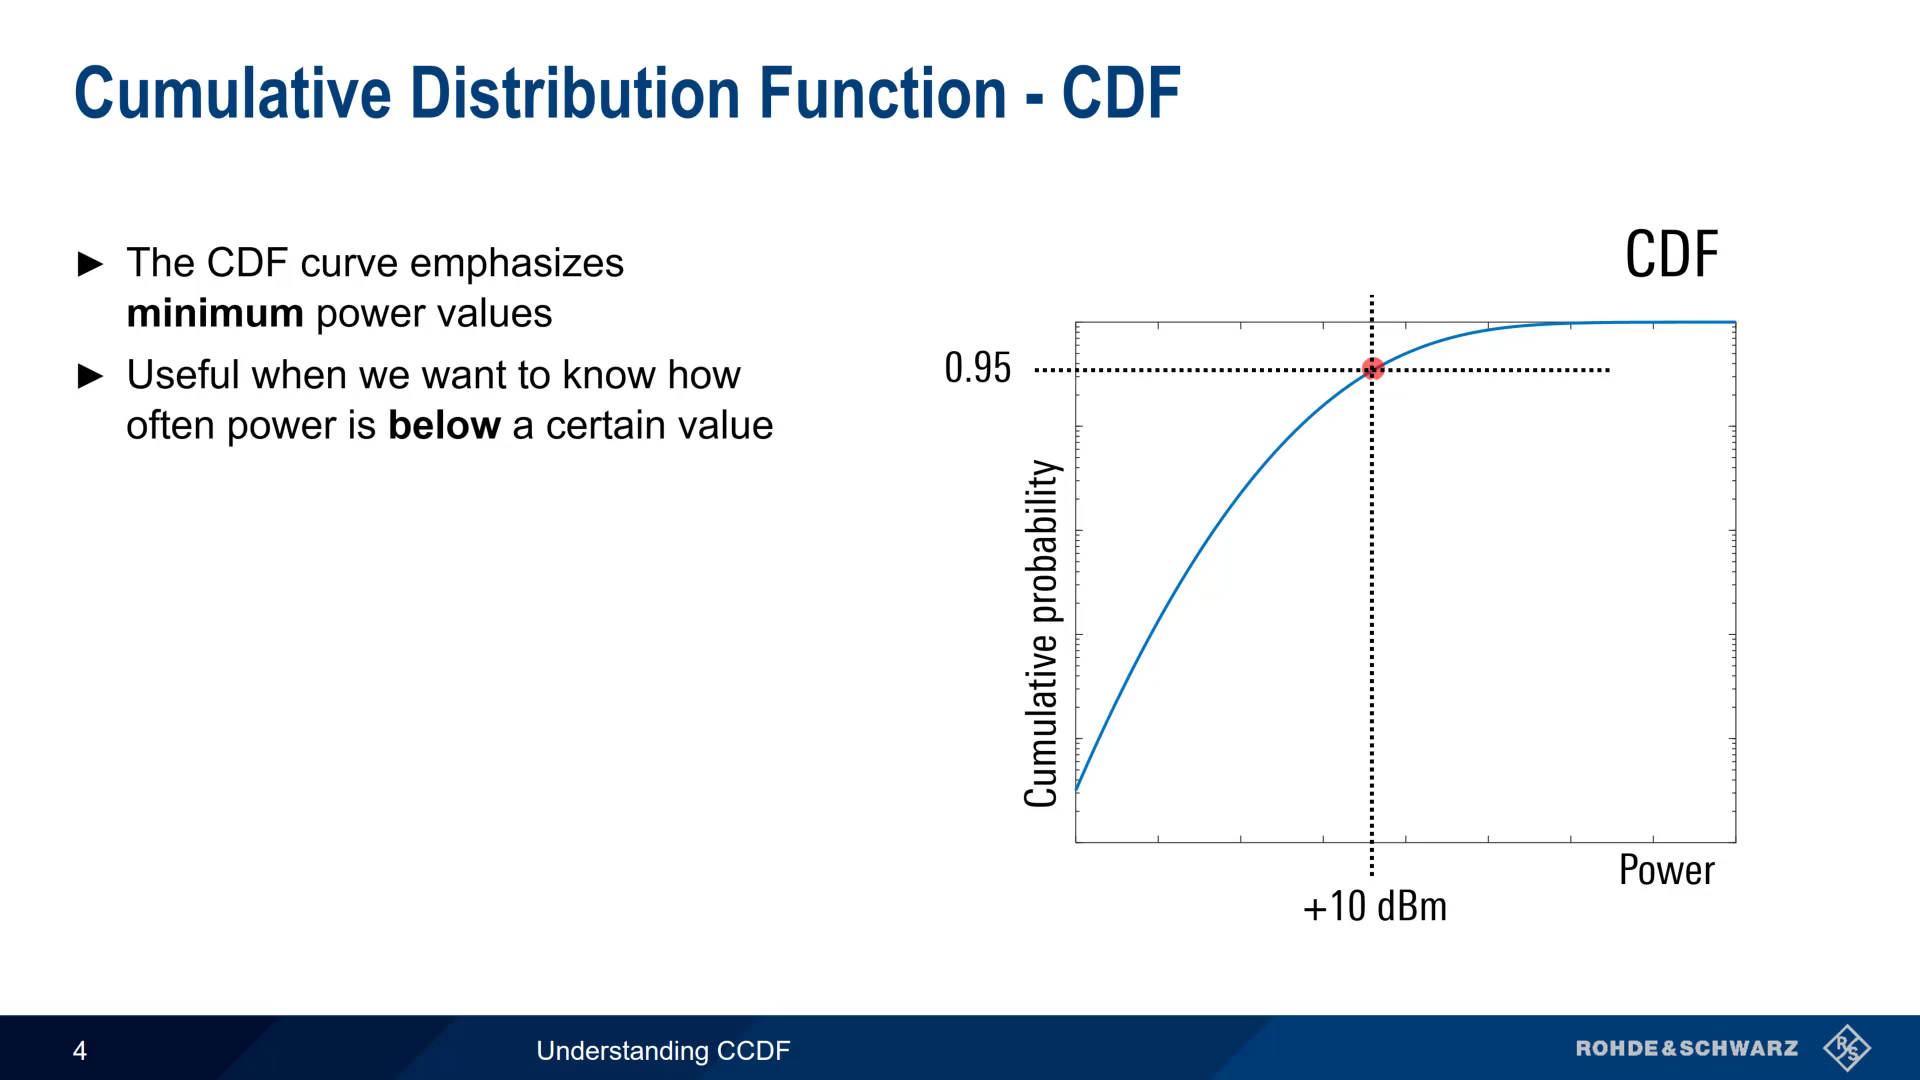 Cumulative Distribution Function - CDF
► The CDF curve emphasizes
minimum power values
► Useful when we want to know how
often power is below a certain value
CDF
0.95
Cumulative probability
Power
+10 dBm
4
Understanding CCDF
ROHDE&SCHWARZ
R&S